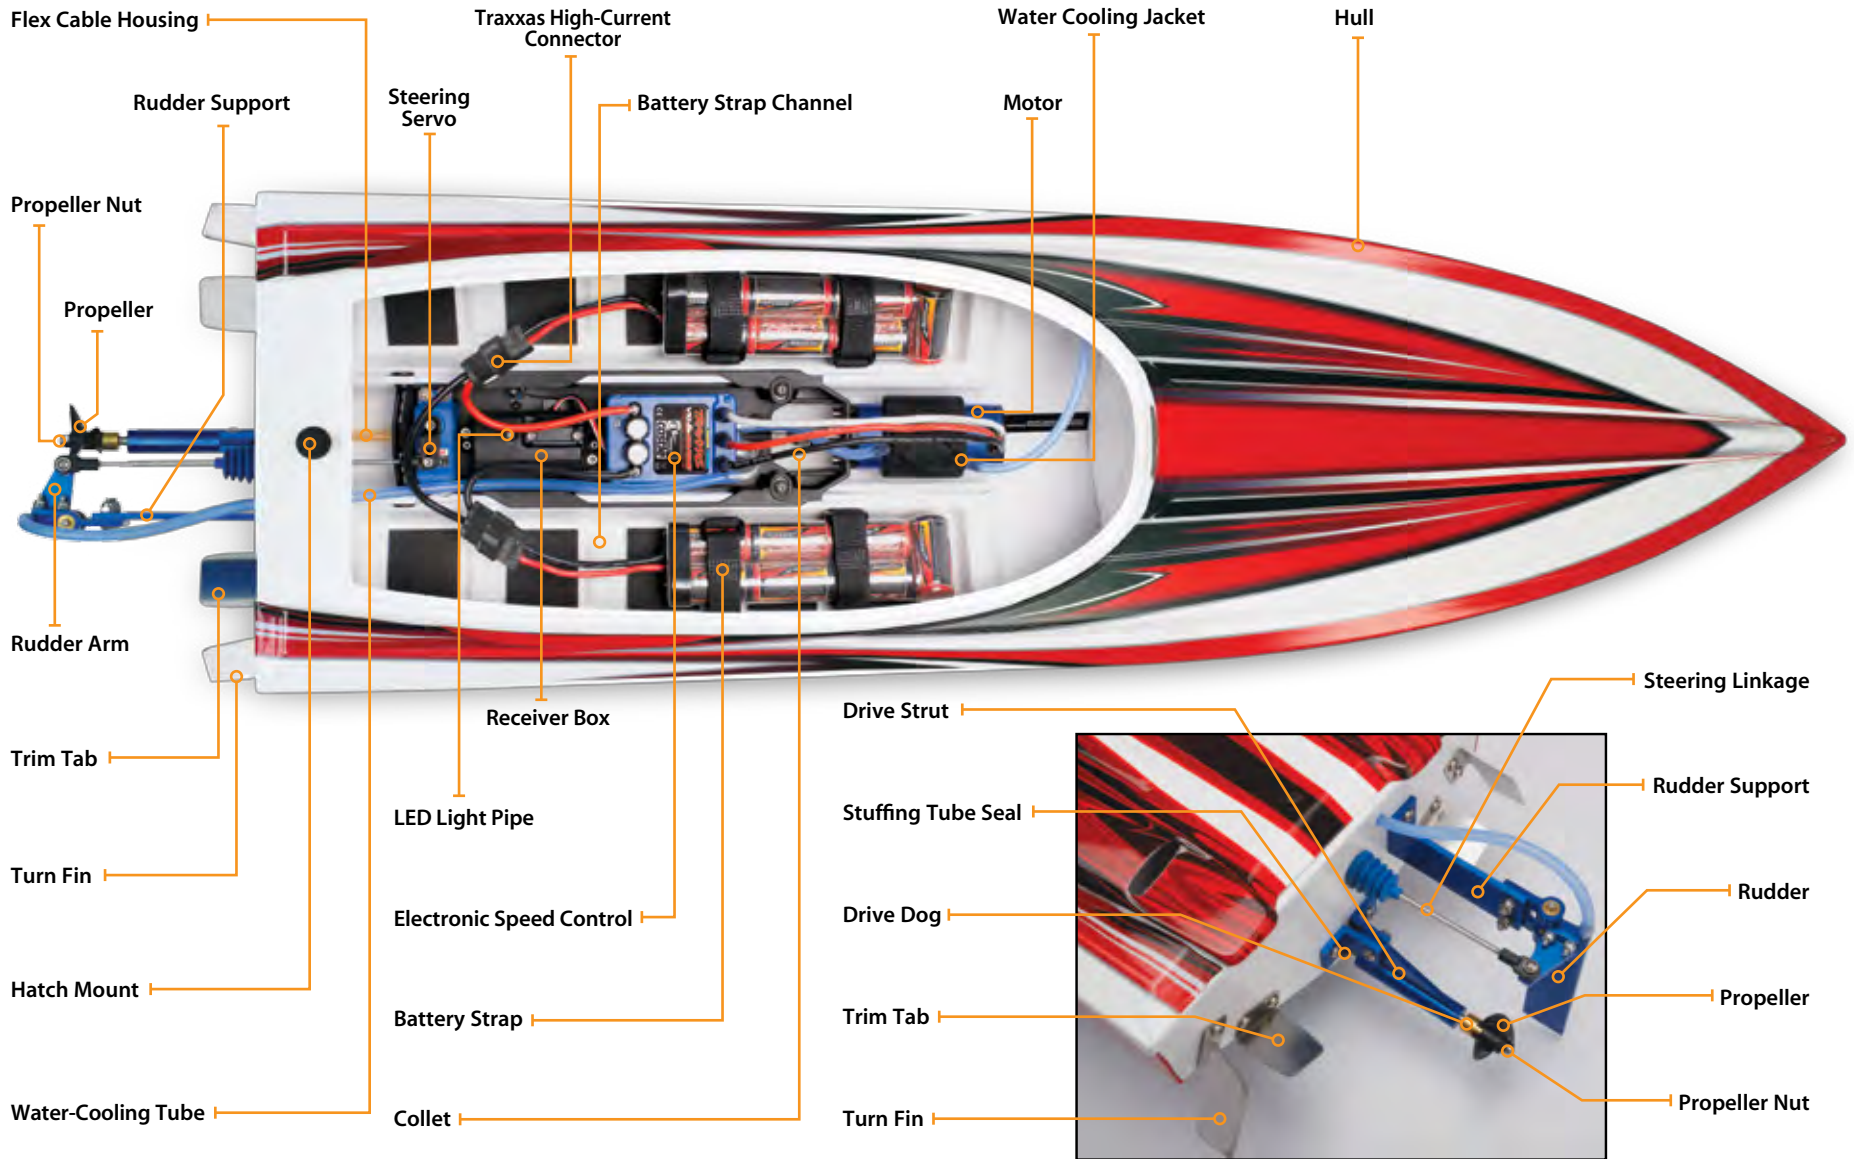 Flex Cable Housing
Traxxas High-Current
Connector
Water Cooling Jacket
Hull
Rudder Support
Steering
Servo
Battery Strap Channel
Motor
Propeller Nut
Propeller
Rudder Arm
Receiver Box
Steering Linkage
Drive Strut
Trim Tab
LED Light Pipe
Stuffing Tube Seal
Rudder Support
Turn Fin
Electronic Speed Control
Drive Dog
Rudder
Hatch Mount
Battery Strap
Trim Tab
Propeller
Water-Cooling Tube
Collet
Turn Fin
Propeller Nut